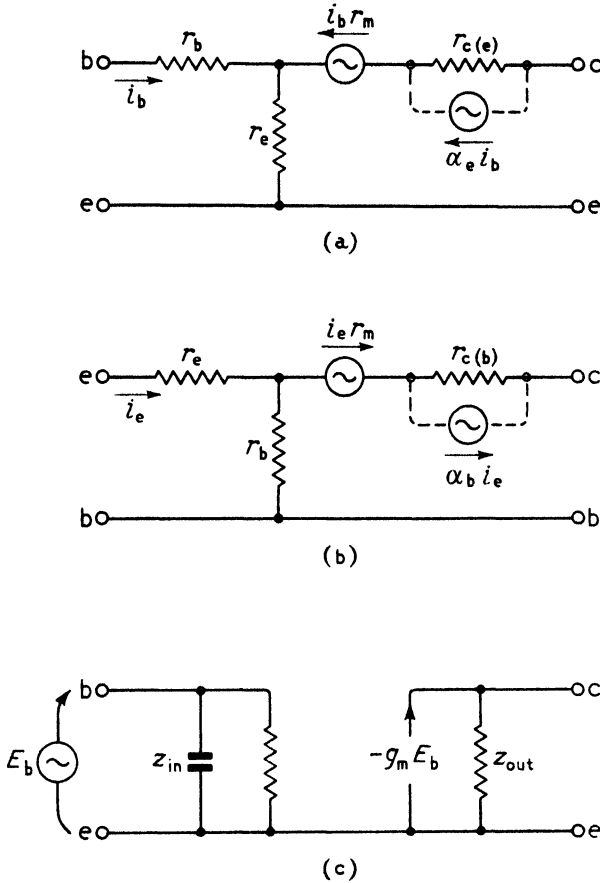 i_b r_m
b r_b r_c(e) c
i_b
r_e
α_e i_b
e e
(a)
i_e r_m
e r_e r_c(b) c
i_e
r_b
α_b i_e
b b
(b)
b c
E_b z_in -g_m E_b z_out
e e
(c)